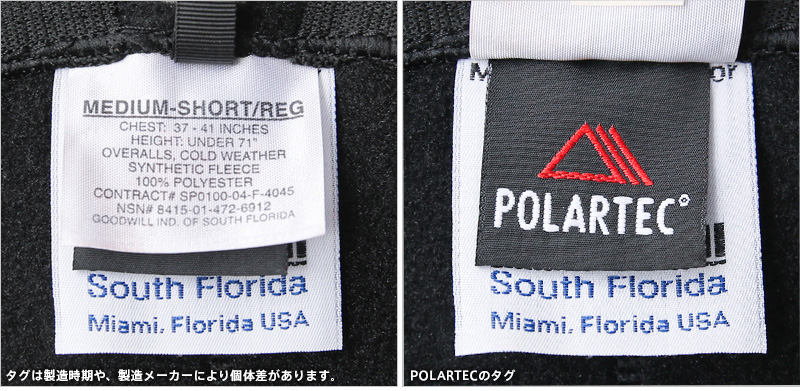 MEDIUM-SHORT/REG
CHEST: 37 - 41 INCHES
HEIGHT: UNDER 71"
OVERALLS, COLD WEATHER
SYNTHETIC FLEECE
100% POLYESTER
CONTRACT# SP0100-04-F-4045
NSN# 8415-01-472-6912
GOODWILL IND. OF SOUTH FLORIDA
South Florida
Miami, Florida USA
タグは製造時期や、製造メーカーにより個体差があります。
POLARTEC®
South Florida
Miami, Florida USA
POLARTECのタグ